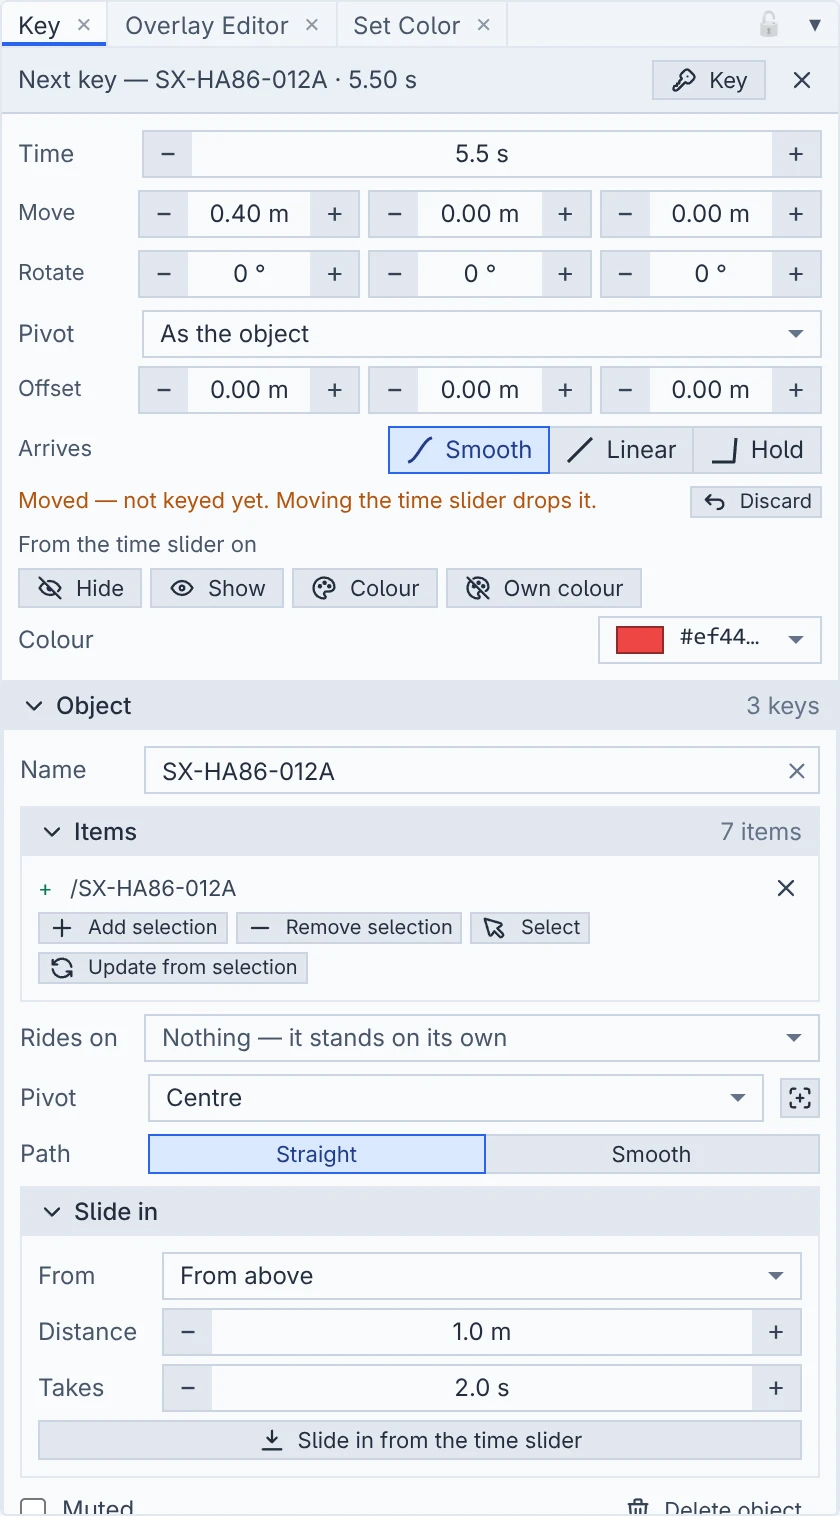 Key × Overlay Editor × Set Color ×
Next key — SX-HA86-012A · 5.50 s Key
Time − 5.5 s +
Move − 0.40 m + − 0.00 m + − 0.00 m +
Rotate − 0 ° + − 0 ° + − 0 ° +
Pivot As the object
Offset − 0.00 m + − 0.00 m + − 0.00 m +
Arrives Smooth Linear Hold
Moved — not keyed yet. Moving the time slider drops it. Discard
From the time slider on
Hide Show Colour Own colour
Colour #ef44…
Object 3 keys
Name SX-HA86-012A
Items 7 items
+ /SX-HA86-012A
Add selection Remove selection Select
Update from selection
Rides on Nothing — it stands on its own
Pivot Centre
Path Straight Smooth
Slide in
From From above
Distance − 1.0 m +
Takes − 2.0 s +
Slide in from the time slider
Muted Delete object